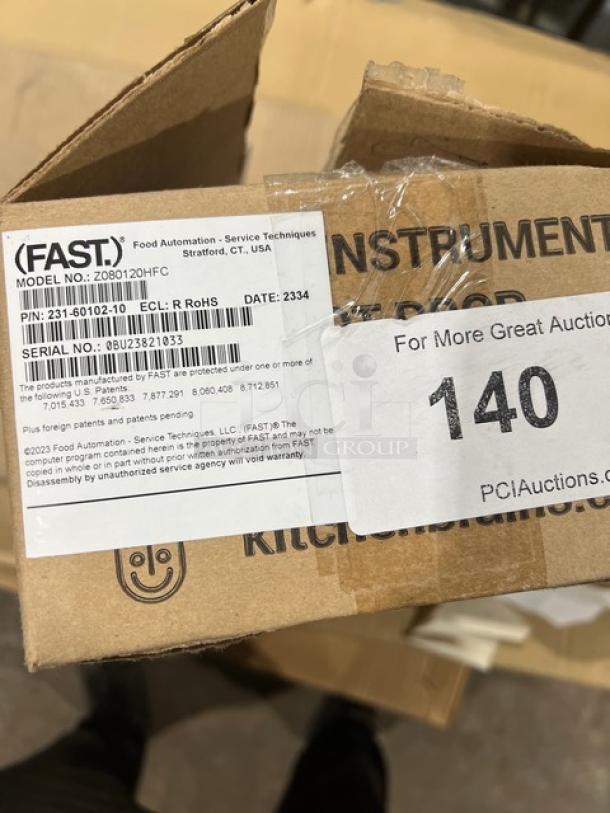 (FAST.)® Food Automation - Service Techniques
Stratford, CT., USA
MODEL NO.: Z080120HFC
P/N: 231-60102-10 ECL: R RoHS DATE: 2334
SERIAL NO.: 0BU23821033
The products manufactured by FAST are protected under one or more of
the following U.S. Patents:
7,015,433 7,650,833 7,877,291 8,060,408 8,712,851
Plus foreign patents and patents pending
©2023 Food Automation - Service Techniques, LLC., (FAST)® The
computer program contained herein is the property of FAST and may not be
copied in whole or in part without prior written authorization from FAST.
Disassembly by unauthorized service agency will void warranty.
NSTRUMENT
DROP
For More Great Auction
140
PCIAuctions.c
pci
GROUP
kitchenbrains.c